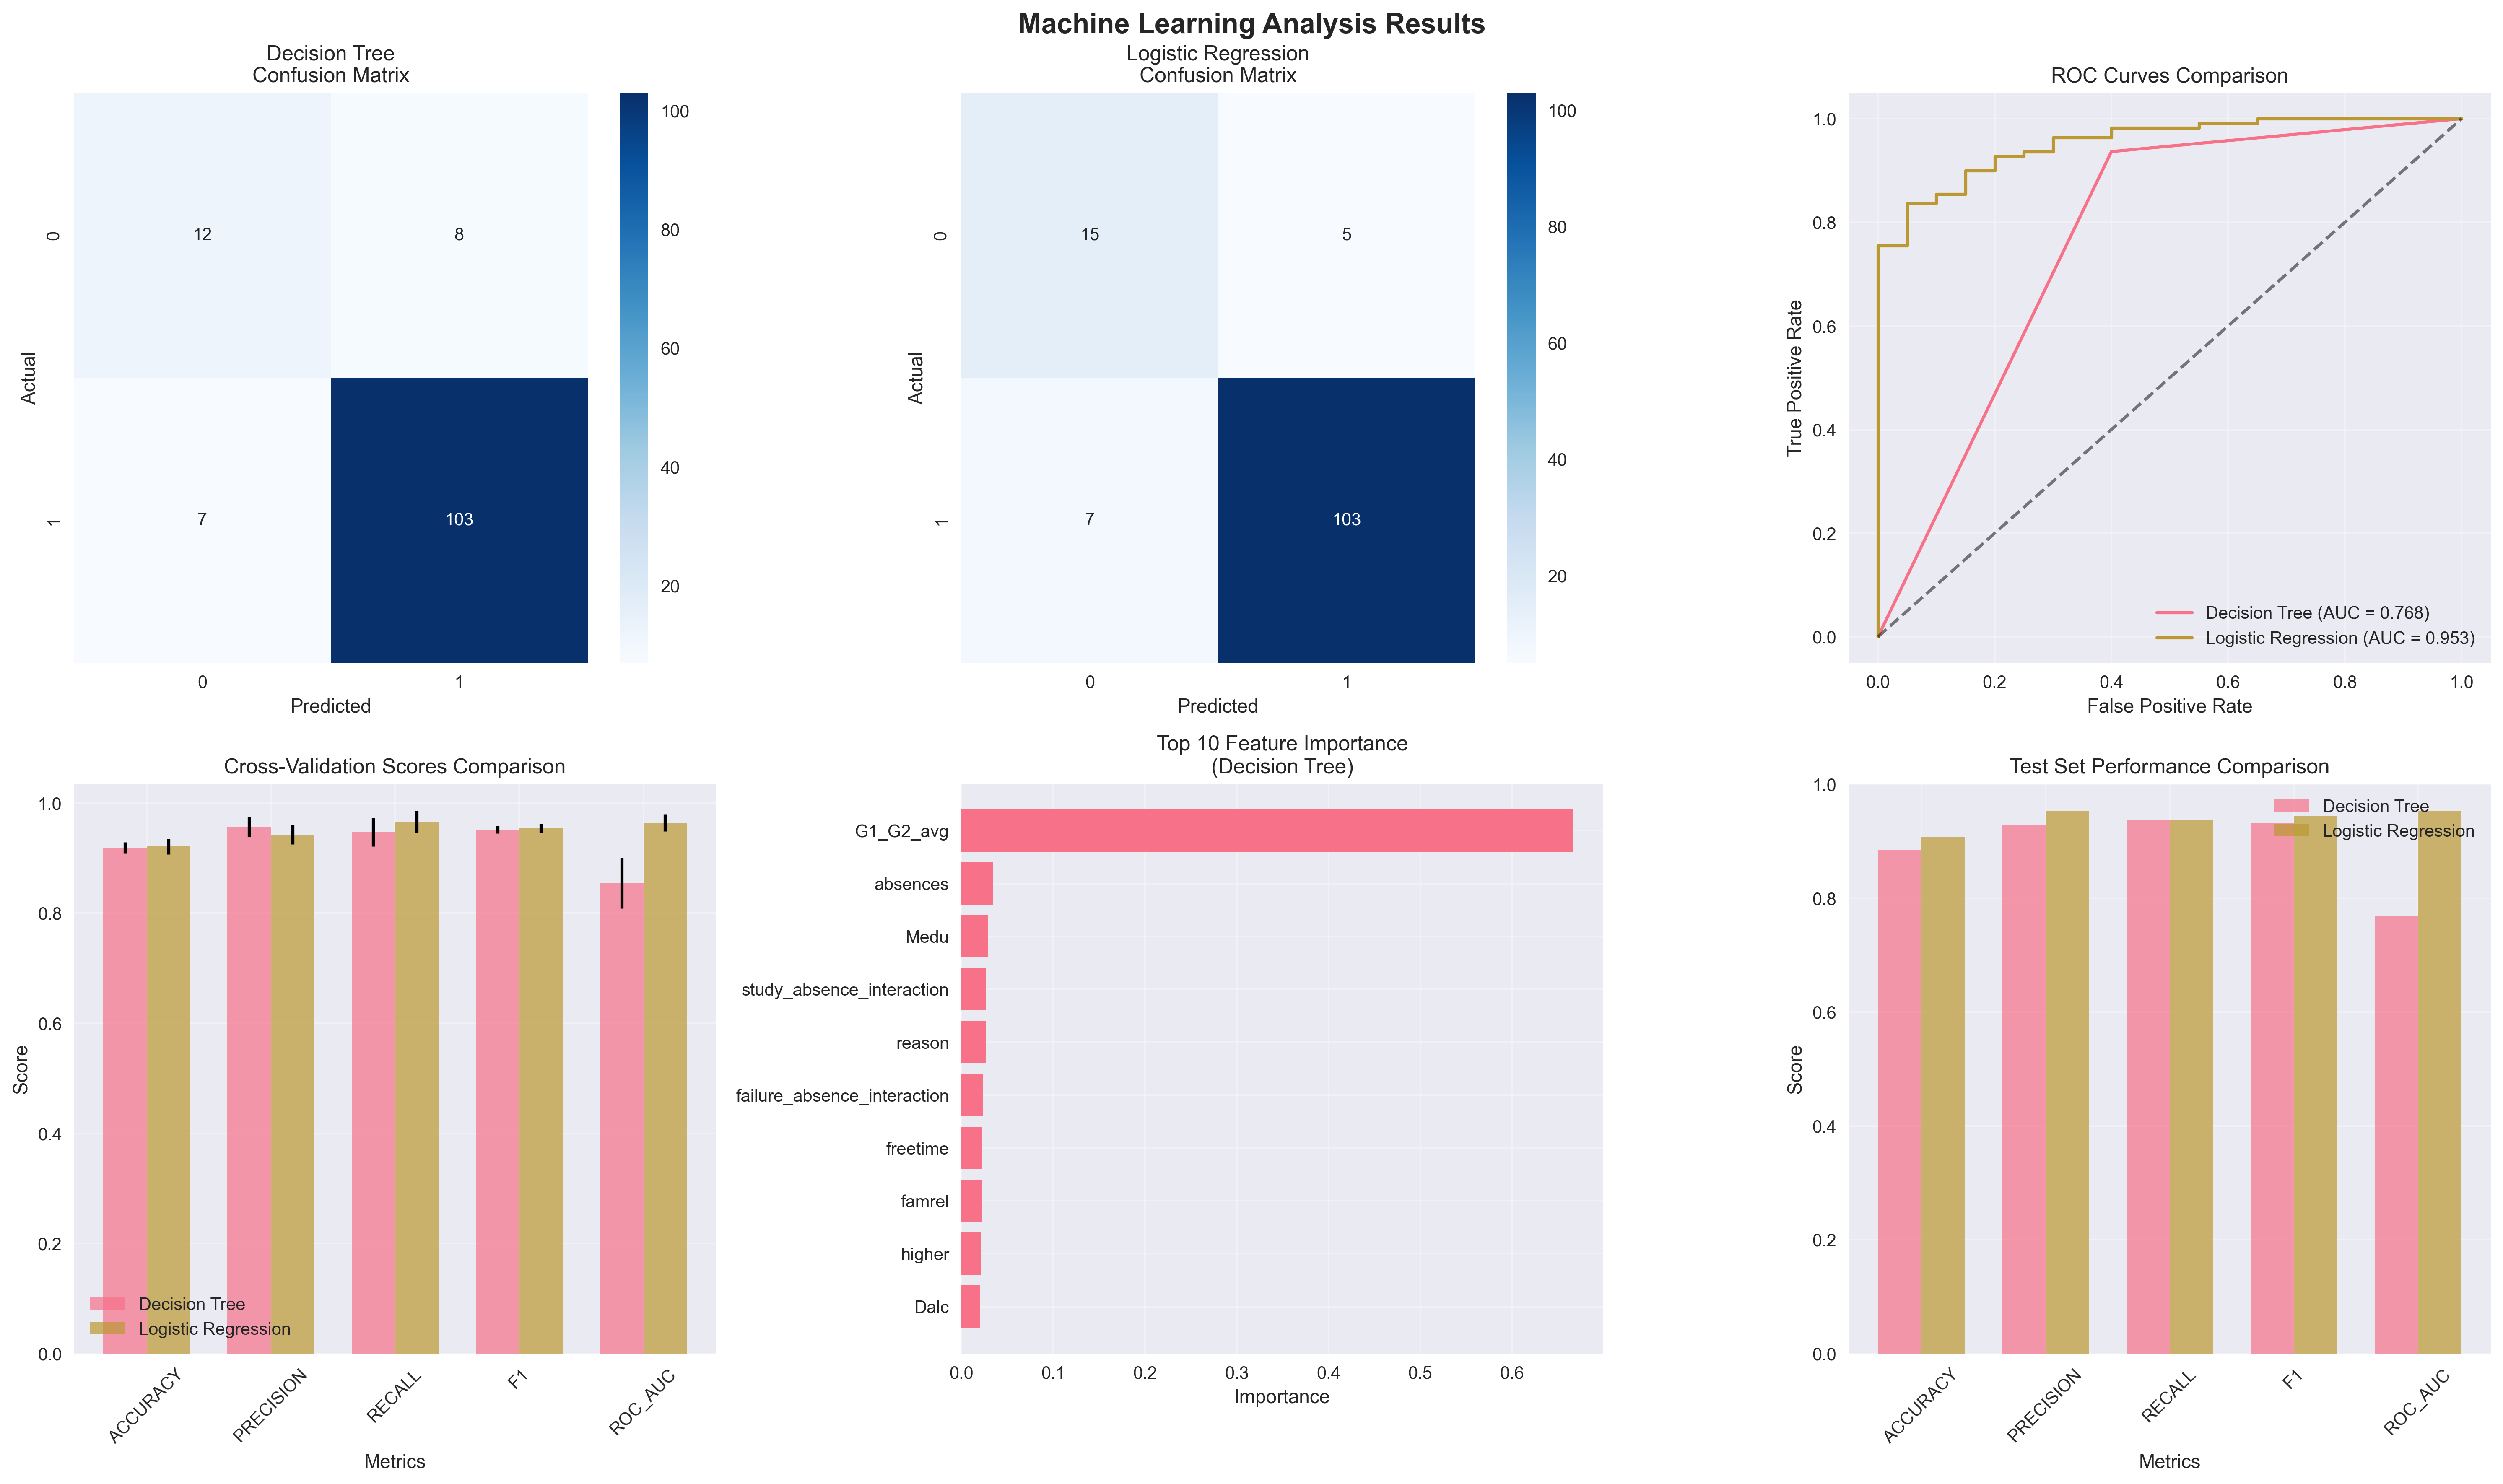 Machine Learning Analysis Results
Decision Tree
Confusion Matrix
100
80
60
40
20
12
8
7
103
0
1
Actual
0
1
Predicted
Logistic Regression
Confusion Matrix
100
80
60
40
20
15
5
7
103
0
1
Actual
0
1
Predicted
ROC Curves Comparison
1.0
0.8
0.6
0.4
0.2
0.0
True Positive Rate
Decision Tree (AUC = 0.768)
Logistic Regression (AUC = 0.953)
0.0
0.2
0.4
0.6
0.8
1.0
False Positive Rate
Cross-Validation Scores Comparison
1.0
0.8
0.6
0.4
0.2
0.0
Score
Decision Tree
Logistic Regression
ACCURACY
PRECISION
RECALL
F1
ROC_AUC
Metrics
Top 10 Feature Importance
(Decision Tree)
G1_G2_avg
absences
Medu
study_absence_interaction
reason
failure_absence_interaction
freetime
famrel
higher
Dalc
0.0
0.1
0.2
0.3
0.4
0.5
0.6
Importance
Test Set Performance Comparison
1.0
0.8
0.6
0.4
0.2
0.0
Score
Decision Tree
Logistic Regression
ACCURACY
PRECISION
RECALL
F1
ROC_AUC
Metrics